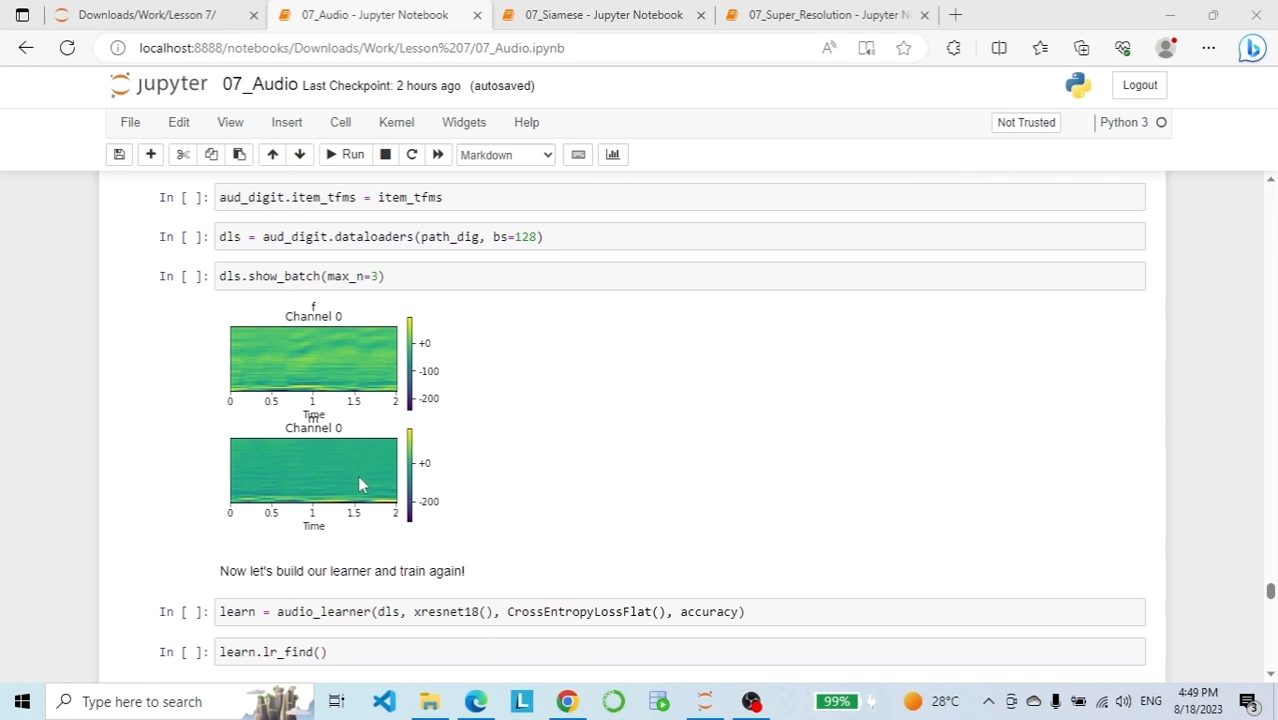 Downloads/Work/Lesson 7/
07_Audio - Jupyter Notebook
07_Siamese - Jupyter Notebook
07_Super_Resolution - Jupyter N
localhost:8888/notebooks/Downloads/Work/Lesson%207/07_Audio.ipynb
jupyter 07_Audio Last Checkpoint: 2 hours ago (autosaved)
Logout
File Edit View Insert Cell Kernel Widgets Help
Not Trusted
Python 3
Run
Markdown
In [ ]: aud_digit.item_tfms = item_tfms
In [ ]: dls = aud_digit.dataloaders(path_dig, bs=128)
In [ ]: dls.show_batch(max_n=3)
f
Channel 0
+0
-100
-200
0 0.5 1 1.5 2
Time
m
Channel 0
+0
-200
0 0.5 1 1.5 2
Time
Now let's build our learner and train again!
In [ ]: learn = audio_learner(dls, xresnet18(), CrossEntropyLossFlat(), accuracy)
In [ ]: learn.lr_find()
Type here to search
99%
28°C
ENG
4:49 PM
8/18/2023
3